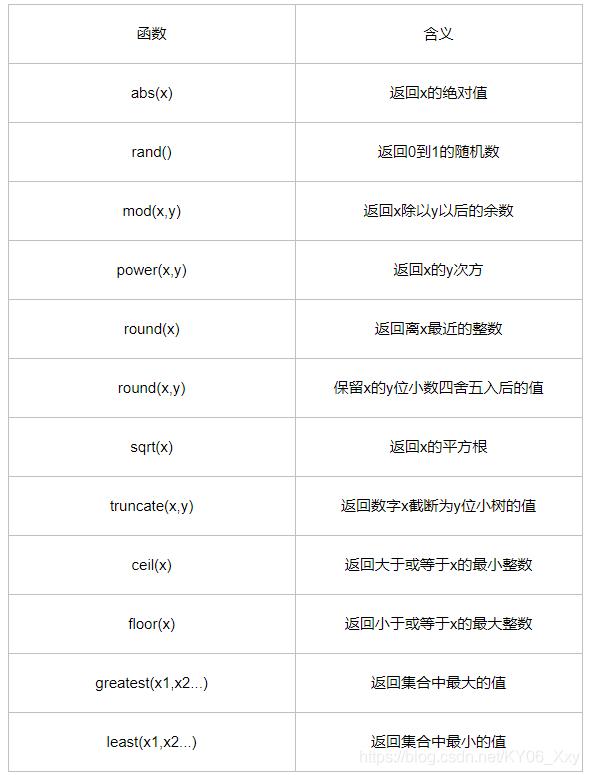 函数 含义
abs(x) 返回x的绝对值
rand() 返回0到1的随机数
mod(x,y) 返回x除以y以后的余数
power(x,y) 返回x的y次方
round(x) 返回离x最近的整数
round(x,y) 保留x的y位小数四舍五入后的值
sqrt(x) 返回x的平方根
truncate(x,y) 返回数字x截断为y位小树的值
ceil(x) 返回大于或等于x的最小整数
floor(x) 返回小于或等于x的最大整数
greatest(x1,x2...) 返回集合中最大的值
least(x1,x2...) 返回集合中最小的值
https://blog.csdn.net/KY06_Xxy